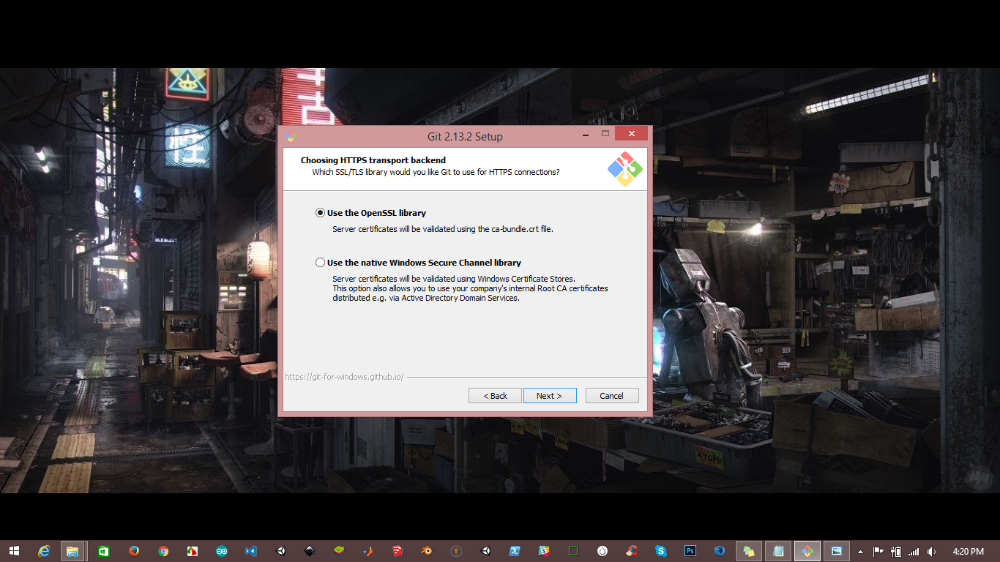 Git 2.13.2 Setup
Choosing HTTPS transport backend
Which SSL/TLS library would you like Git to use for HTTPS connections?
Use the OpenSSL library
Server certificates will be validated using the ca-bundle.crt file.
Use the native Windows Secure Channel library
Server certificates will be validated using Windows Certificate Stores.
This option also allows you to use your company's internal Root CA certificates
distributed e.g. via Active Directory Domain Services.
https://git-for-windows.github.io/
< Back
Next >
Cancel
Ps
4:20 PM